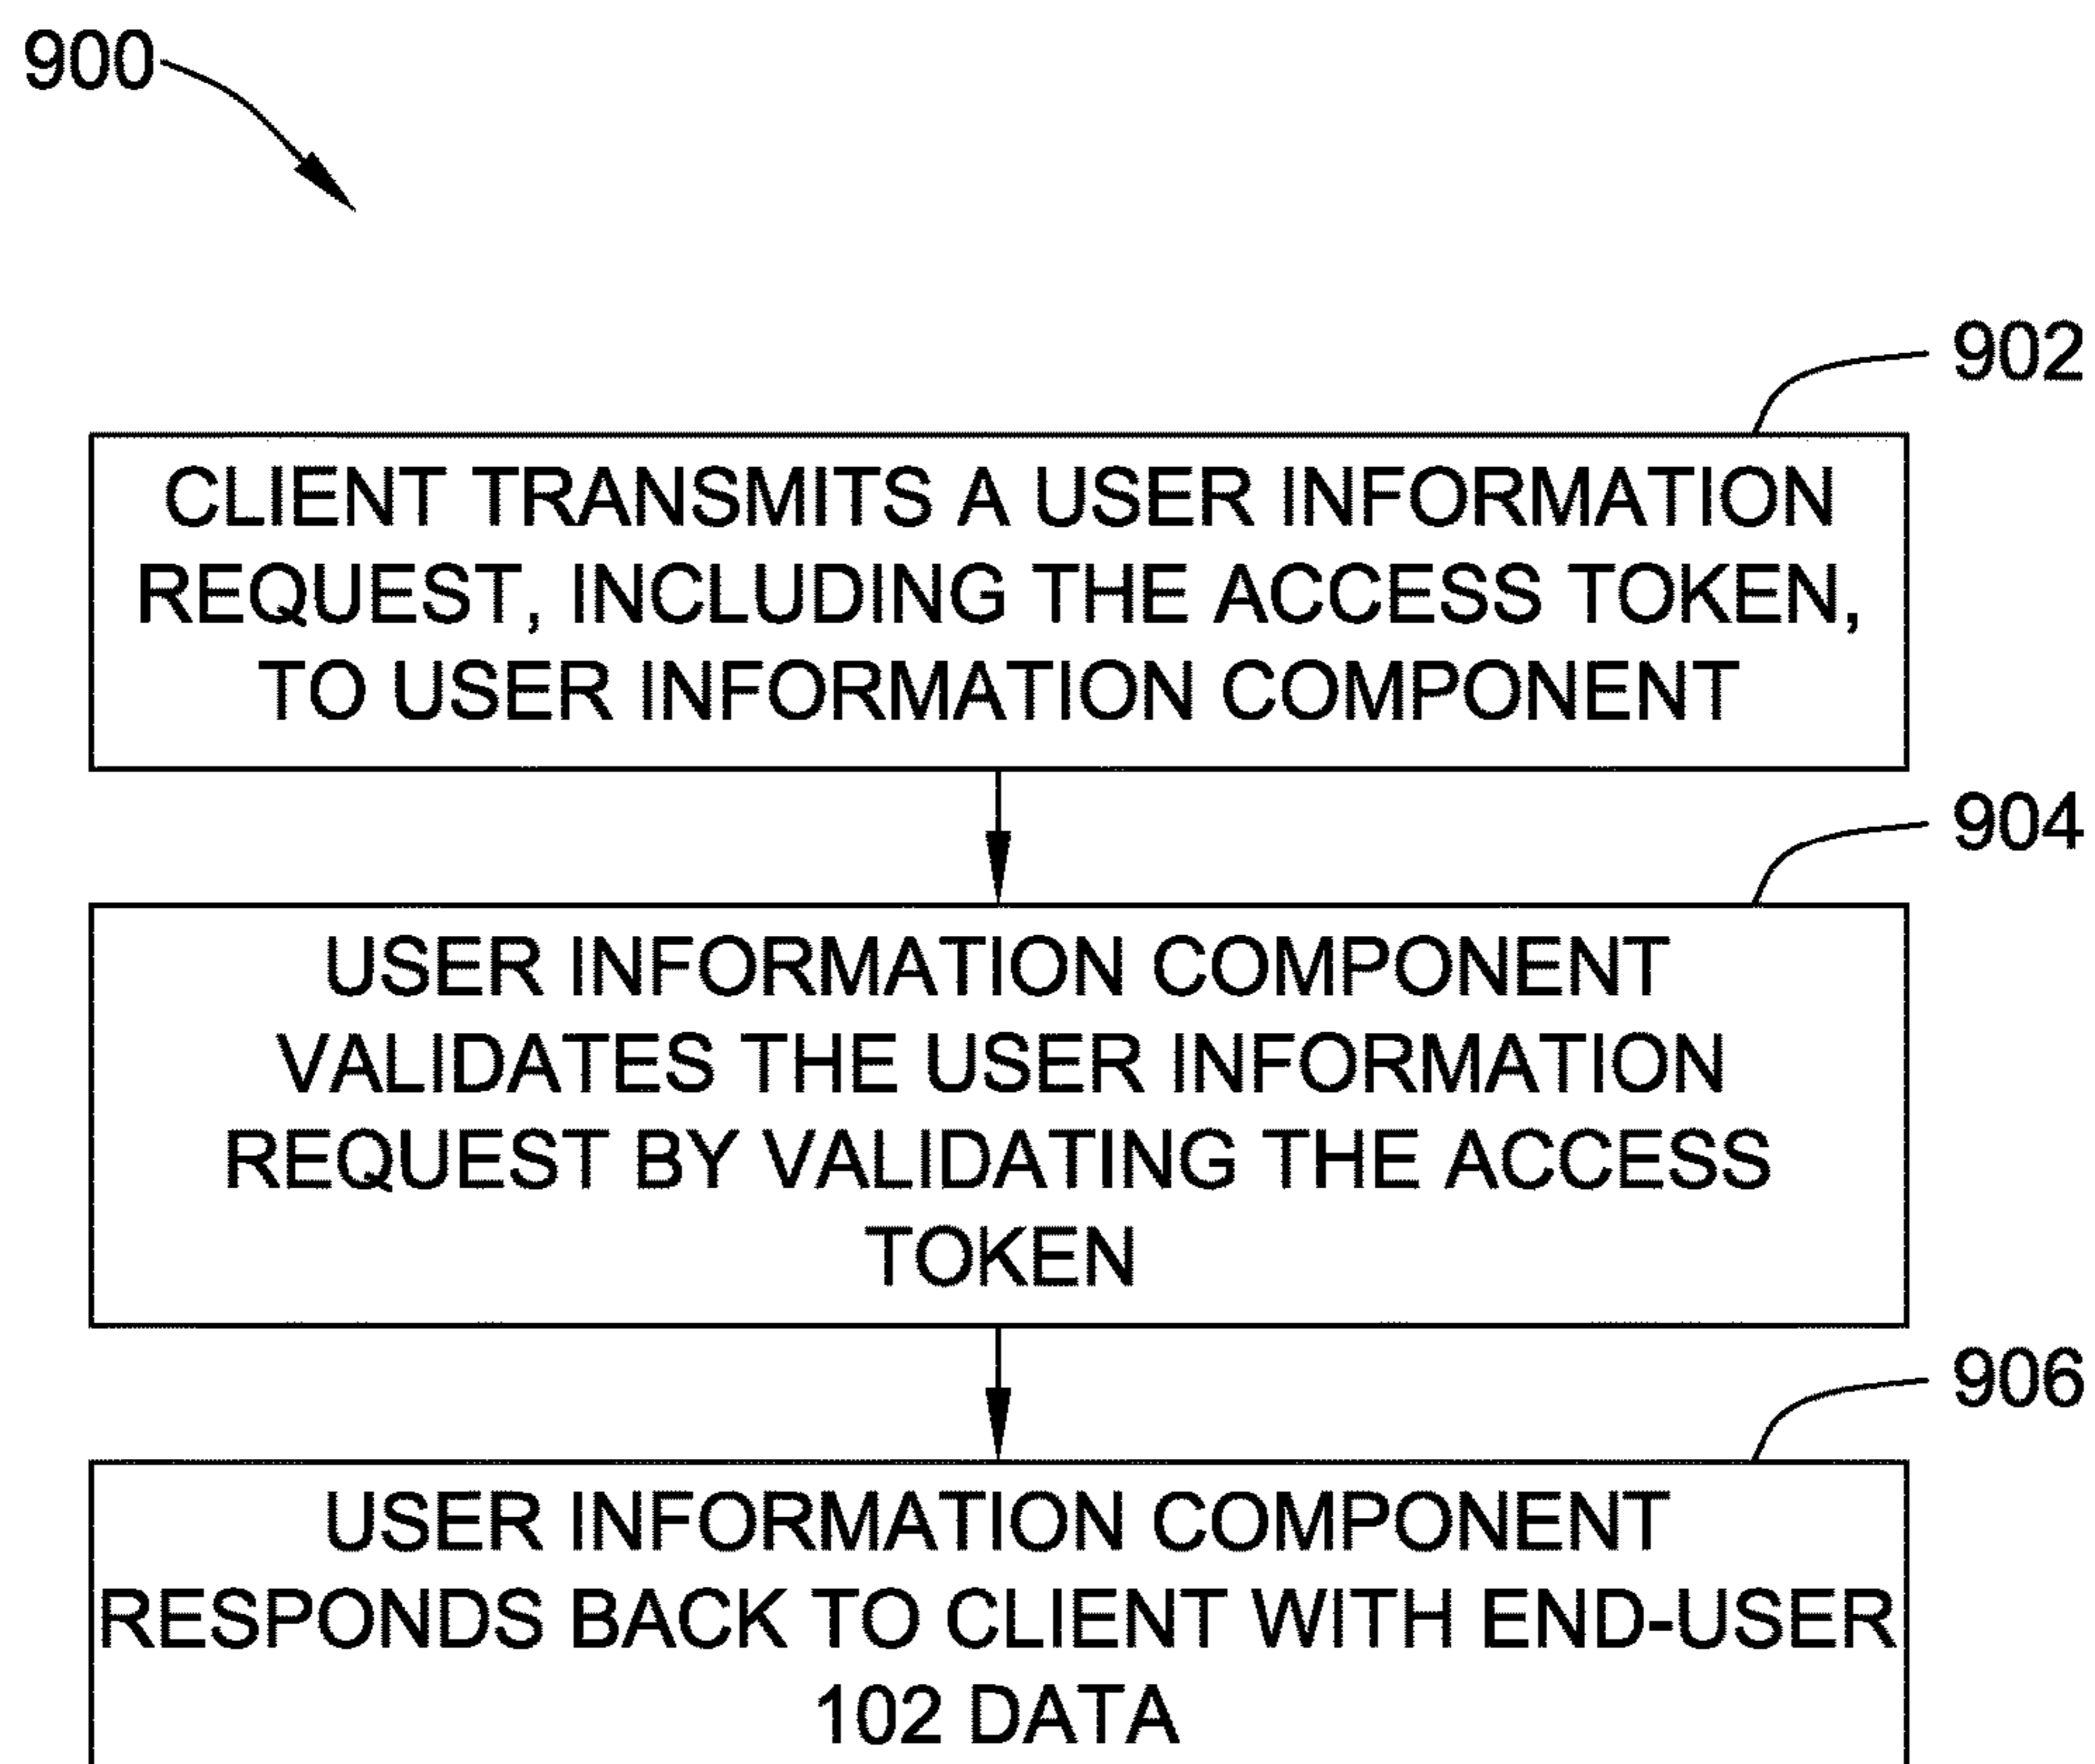 900
902
CLIENT TRANSMITS A USER INFORMATION
REQUEST, INCLUDING THE ACCESS TOKEN,
TO USER INFORMATION COMPONENT
904
USER INFORMATION COMPONENT
VALIDATES THE USER INFORMATION
REQUEST BY VALIDATING THE ACCESS
TOKEN
906
USER INFORMATION COMPONENT
RESPONDS BACK TO CLIENT WITH END-USER
102 DATA